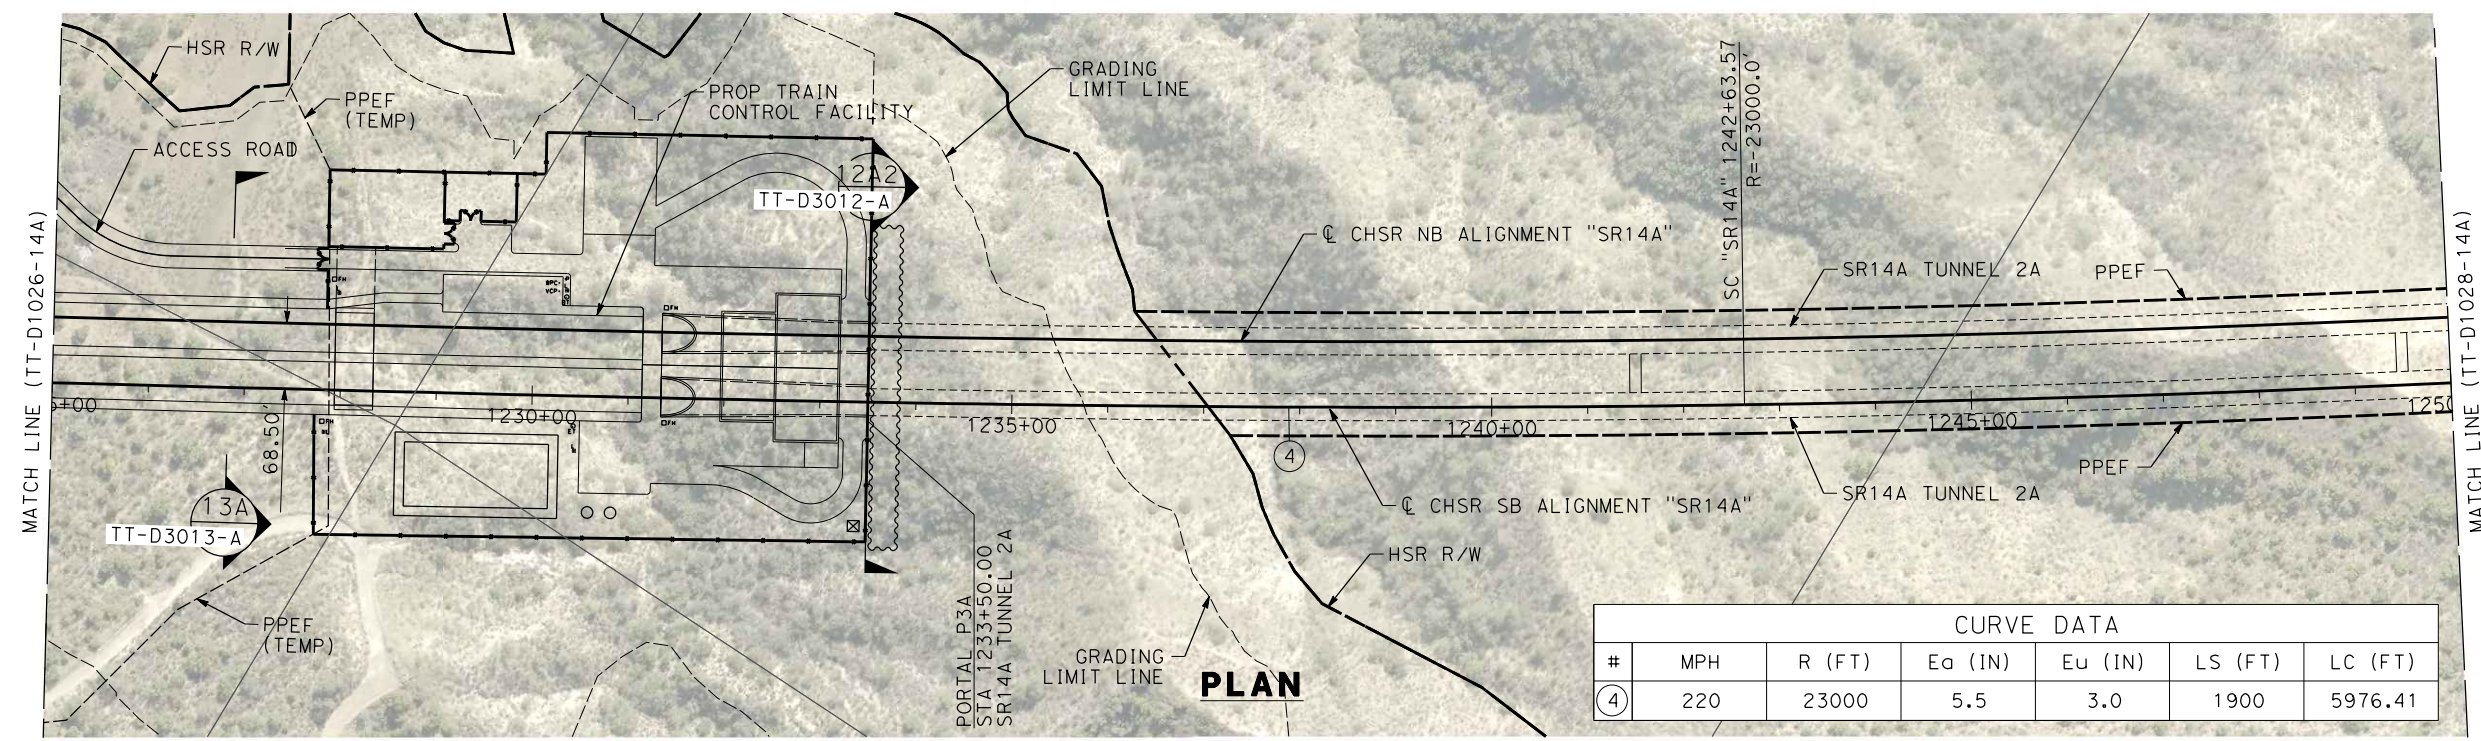 HSR R/W
PPEF
(TEMP)
ACCESS ROAD
PROP TRAIN
CONTROL FACILITY
GRADING
LIMIT LINE
12A2
TT-D3012-A
SC "SR14A" 1242+63.57
R=-23000.0'
℄ CHSR NB ALIGNMENT "SR14A"
SR14A TUNNEL 2A
PPEF
MATCH LINE (TT-D1026-14A)
MATCH LINE (TT-D1028-14A)
FH
FH
FH
FH
+00
1230+00
1235+00
1240+00
1245+00
68.50'
4
13A
TT-D3013-A
PPEF
SR14A TUNNEL 2A
℄ CHSR SB ALIGNMENT "SR14A"
HSR R/W
PORTAL P3A
STA 1233+50.00
SR14A TUNNEL 2A
PPEF
(TEMP)
GRADING
LIMIT LINE
PLAN
CURVE DATA
# MPH R (FT) Ea (IN) Eu (IN) LS (FT) LC (FT)
4 220 23000 5.5 3.0 1900 5976.41